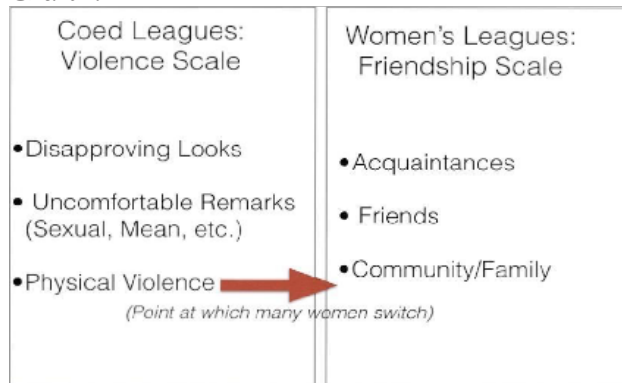 Coed Leagues:
Violence Scale
•Disapproving Looks
• Uncomfortable Remarks
(Sexual, Mean, etc.)
•Physical Violence
Women's Leagues:
Friendship Scale
•Acquaintances
• Friends
•Community/Family
(Point at which many women switch)